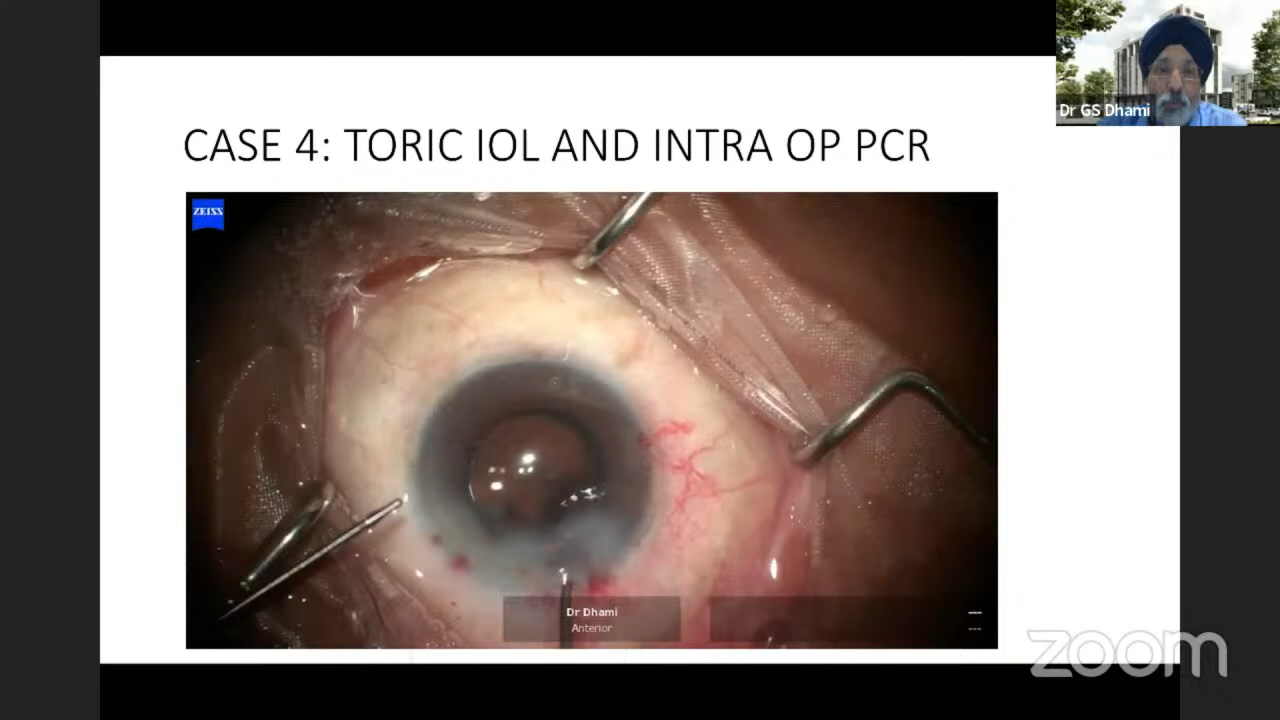 Dr GS Dhami
CASE 4: TORIC IOL AND INTRA OP PCR
ZEISS
Dr Dhami
Anterior
---
---
zoom